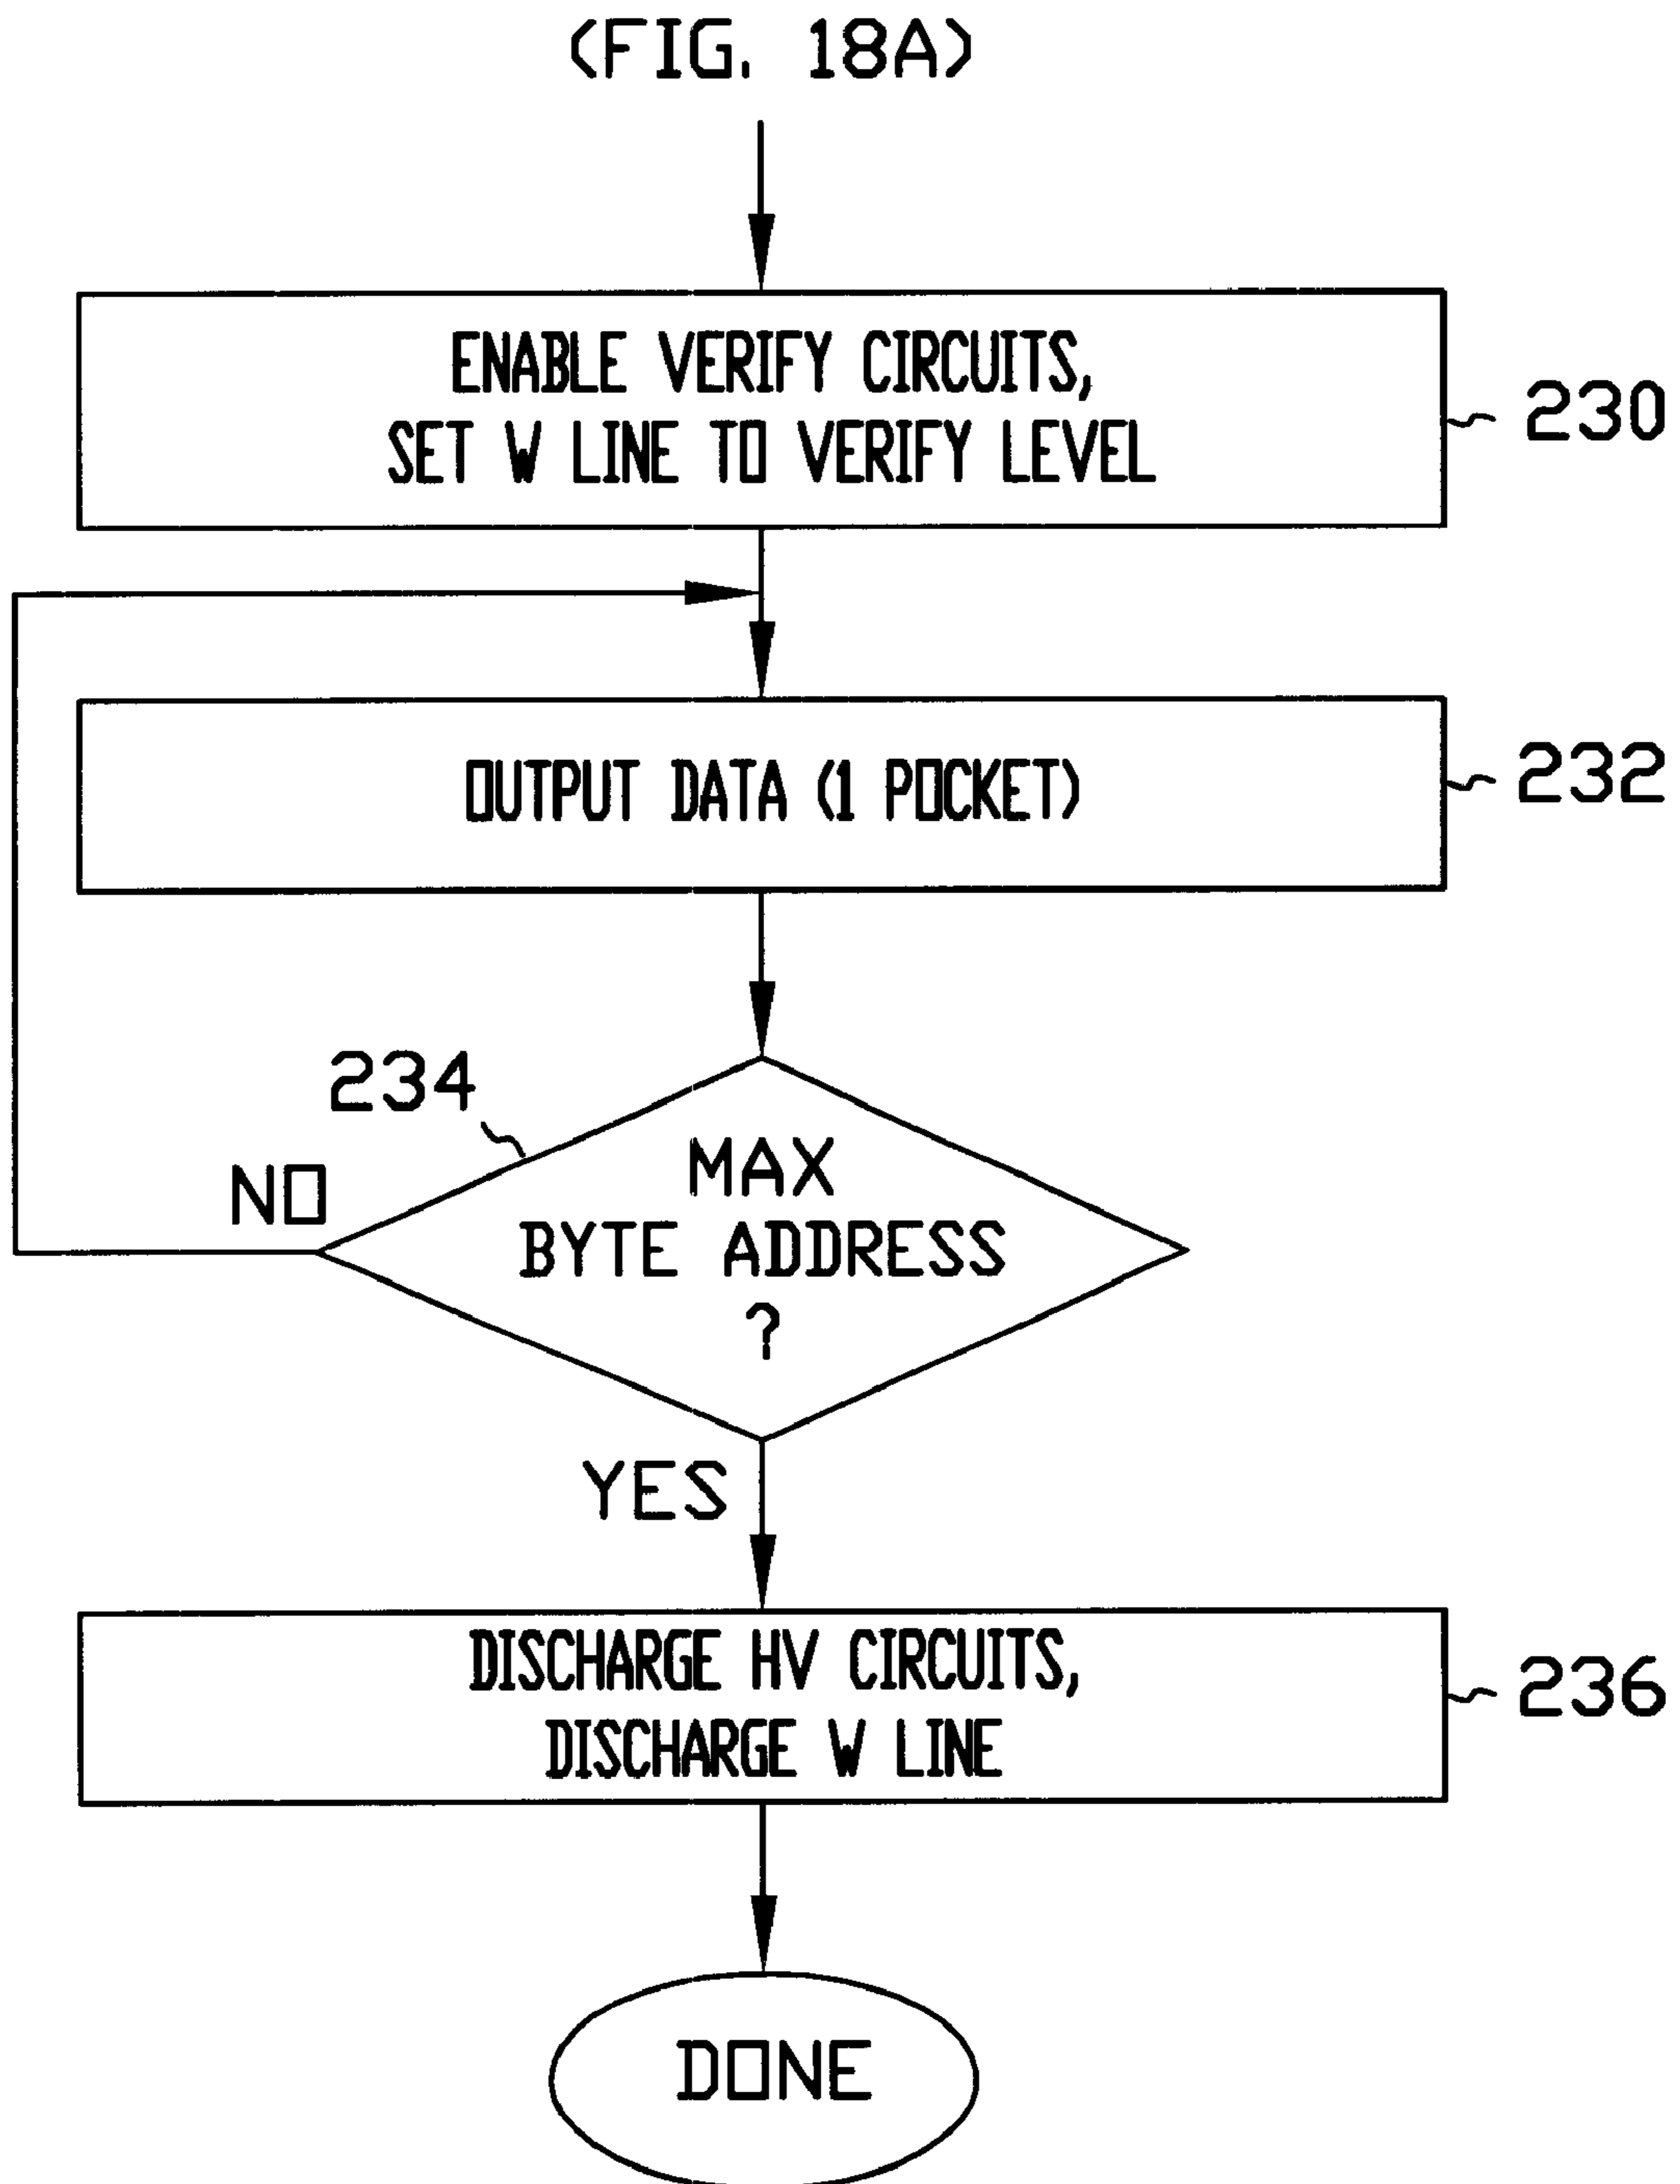 (FIG. 18A)
ENABLE VERIFY CIRCUITS,
SET W LINE TO VERIFY LEVEL
230
OUTPUT DATA (1 POCKET)
232
234
NO
MAX
BYTE ADDRESS
?
YES
DISCHARGE HV CIRCUITS,
DISCHARGE W LINE
236
DONE